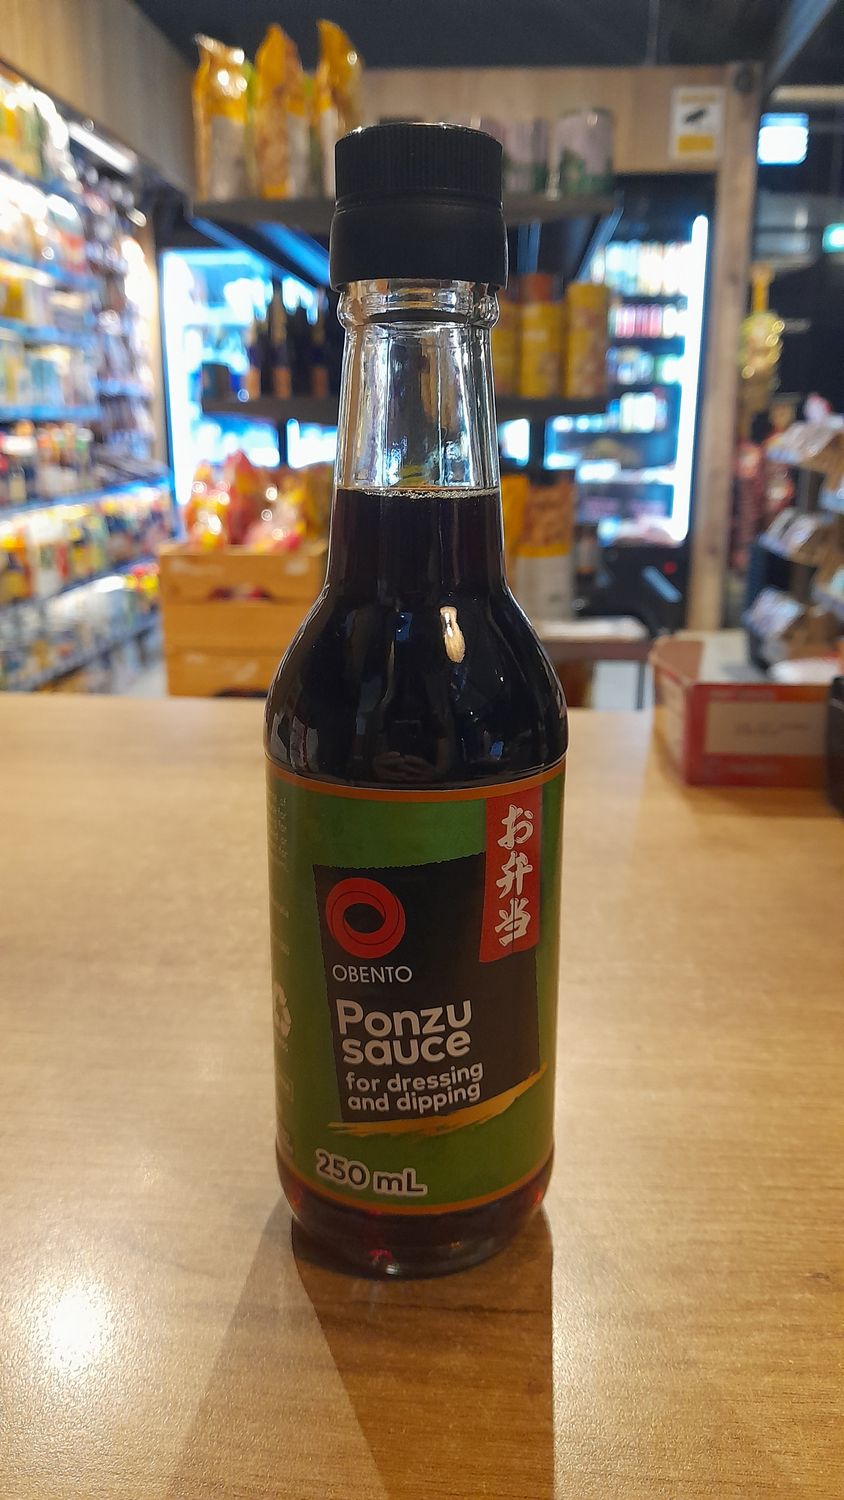 お弁当
OBENTO
Ponzu
sauce
for dressing
and dipping
250 mL